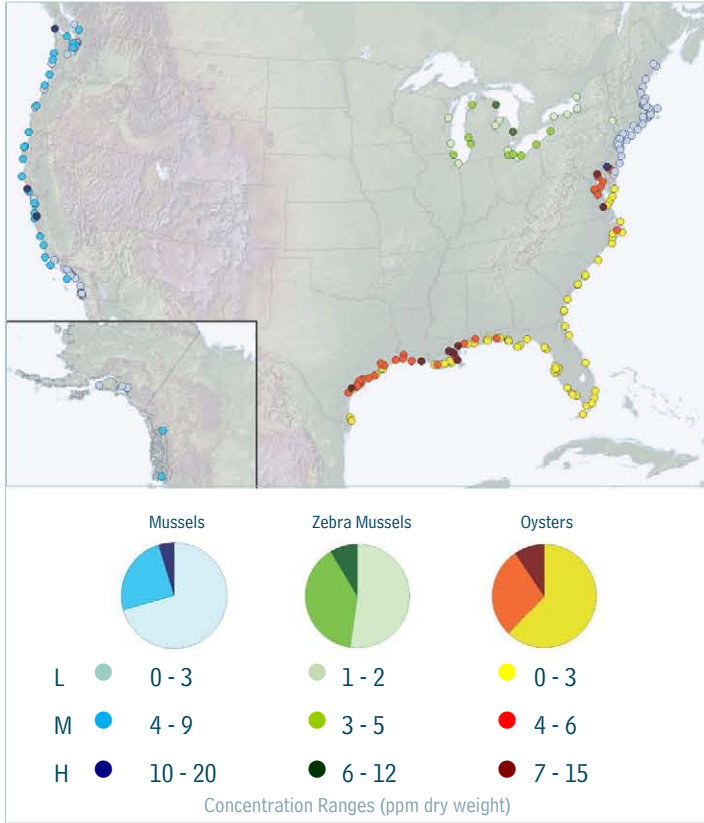 Mussels Zebra Mussels Oysters
L 0 - 3 1 - 2 0 - 3
M 4 - 9 3 - 5 4 - 6
H 10 - 20 6 - 12 7 - 15
Concentration Ranges (ppm dry weight)